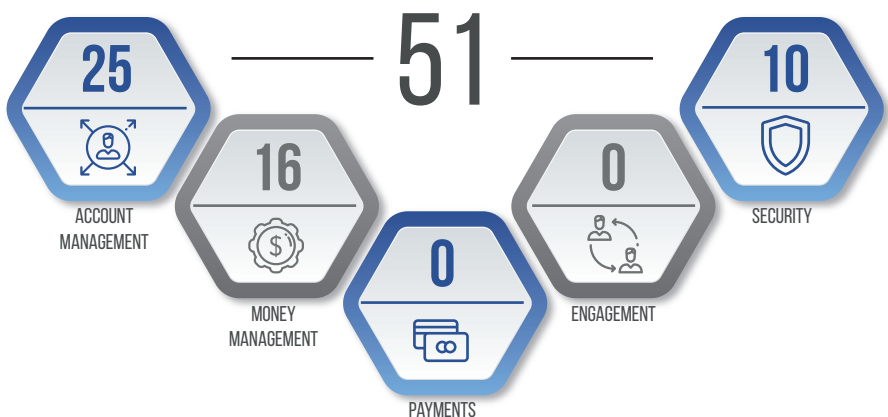 51
25
ACCOUNT
MANAGEMENT
16
$
MONEY
MANAGEMENT
0
PAYMENTS
0
ENGAGEMENT
10
SECURITY